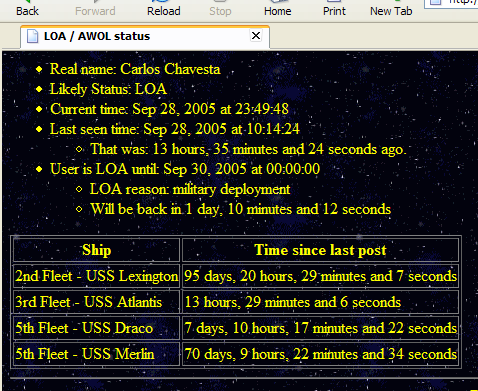 http:/
Back Forward Reload Stop Home Print New Tab
LOA / AWOL status
Real name: Carlos Chavesta
Likely Status: LOA
Current time: Sep 28, 2005 at 23:49:48
Last seen time: Sep 28, 2005 at 10:14:24
That was: 13 hours, 35 minutes and 24 seconds ago.
User is LOA until: Sep 30, 2005 at 00:00:00
LOA reason: military deployment
Will be back in 1 day, 10 minutes and 12 seconds
Ship Time since last post
2nd Fleet - USS Lexington 95 days, 20 hours, 29 minutes and 7 seconds
3rd Fleet - USS Atlantis 13 hours, 29 minutes and 6 seconds
5th Fleet - USS Draco 7 days, 10 hours, 17 minutes and 22 seconds
5th Fleet - USS Merlin 70 days, 9 hours, 22 minutes and 34 seconds